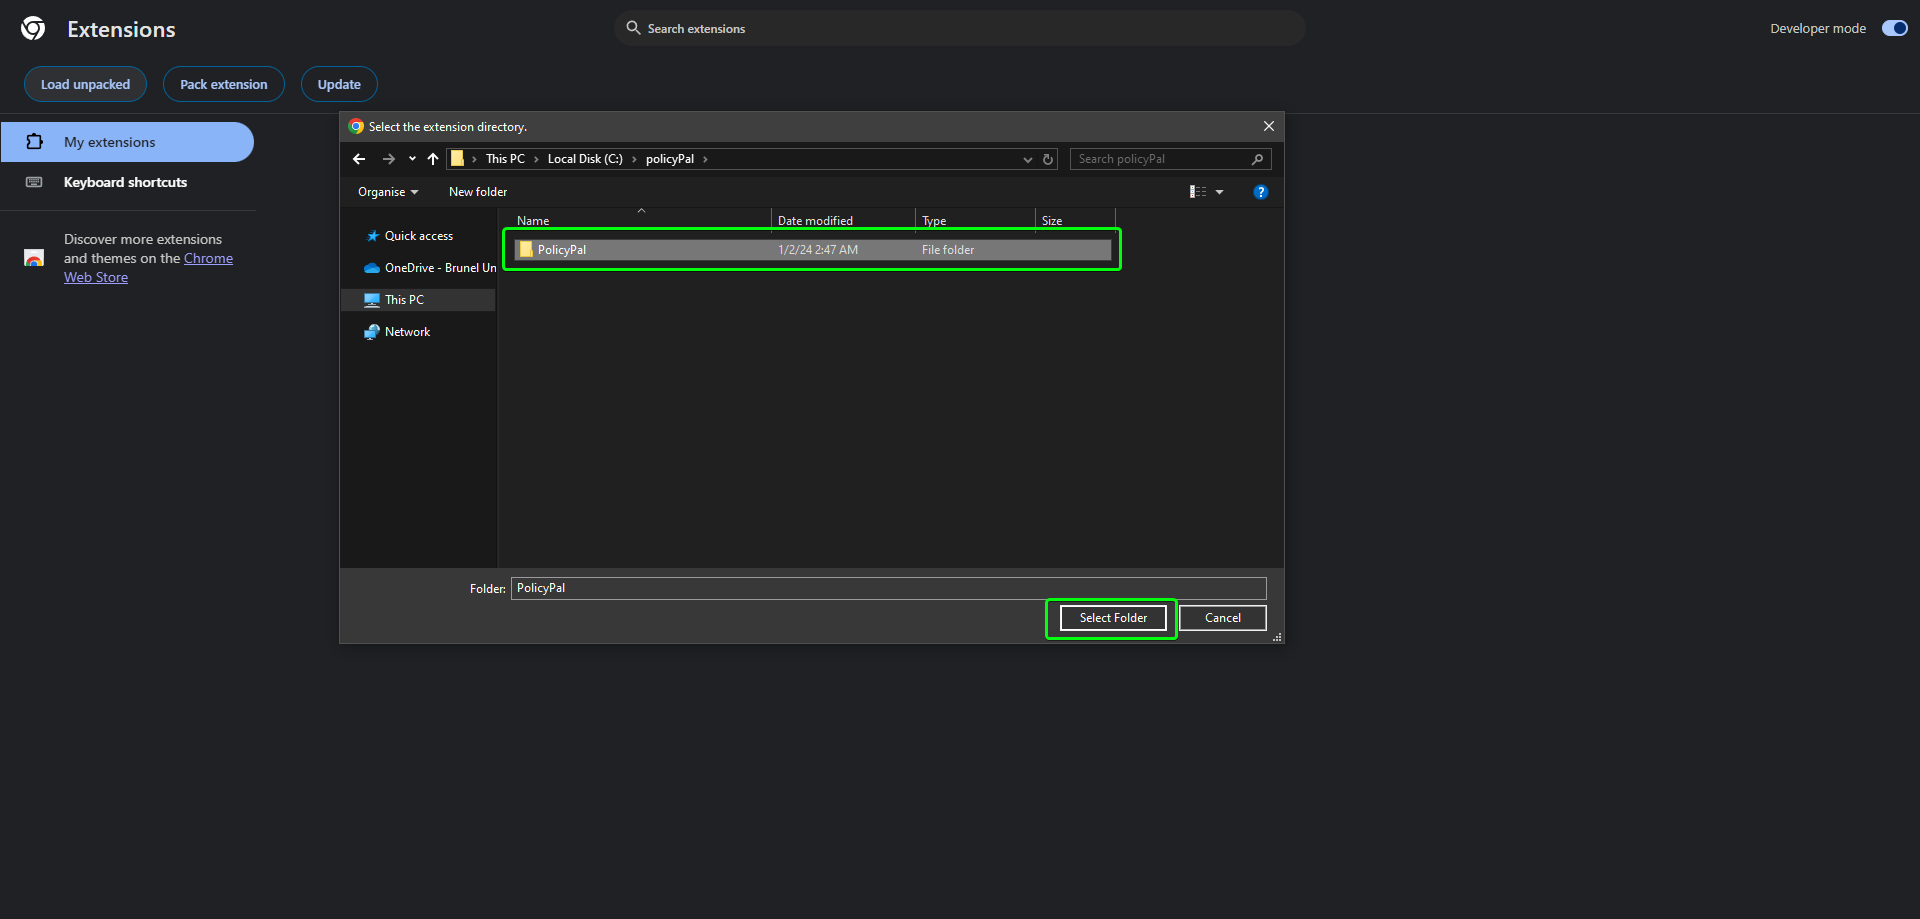 Extensions
Search extensions
Developer mode
Load unpacked
Pack extension
Update
My extensions
Keyboard shortcuts
Discover more extensions
and themes on the Chrome
Web Store
Select the extension directory.
This PC
Local Disk (C:)
policyPal
Search policyPal
Organise
New folder
?
Name
Date modified
Type
Size
Quick access
OneDrive - Brunel Un
This PC
Network
PolicyPal
1/2/24 2:47 AM
File folder
Folder:
PolicyPal
Select Folder
Cancel